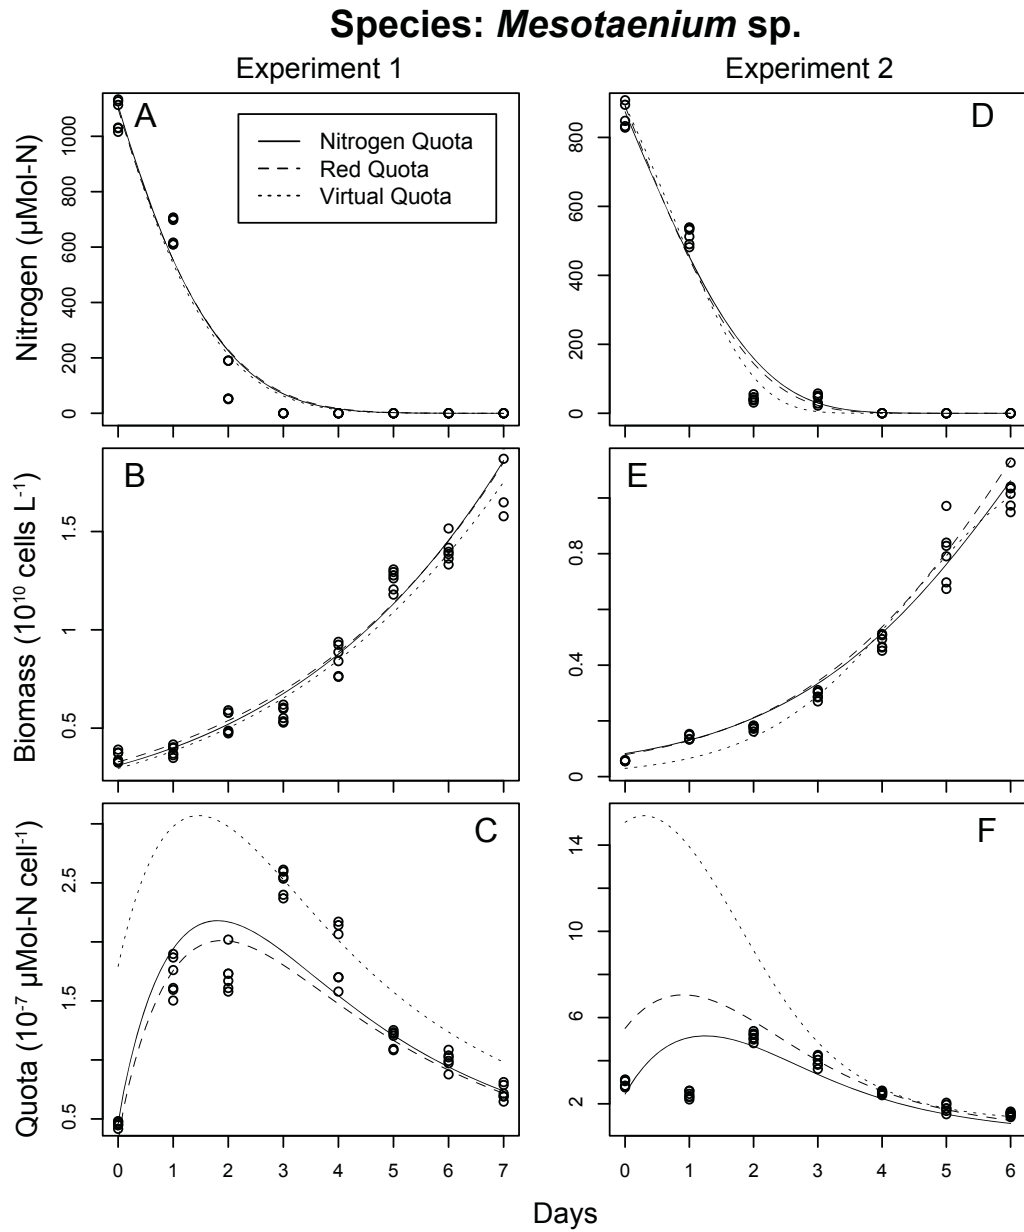 Species: Mesotaenium sp.
Experiment 1
Experiment 2
Nitrogen (µMol-N)
A
Nitrogen Quota
Red Quota
Virtual Quota
0 200 400 600 800 1000
D
0 200 400 600 800
Biomass (10¹⁰ cells L⁻¹)
B
0.5 1 1.5
E
0 0.4 0.8
Quota (10⁻⁷ µMol-N cell⁻¹)
C
0.5 1.5 2.5
F
2 6 10 14
0 1 2 3 4 5 6 7
0 1 2 3 4 5 6
Days